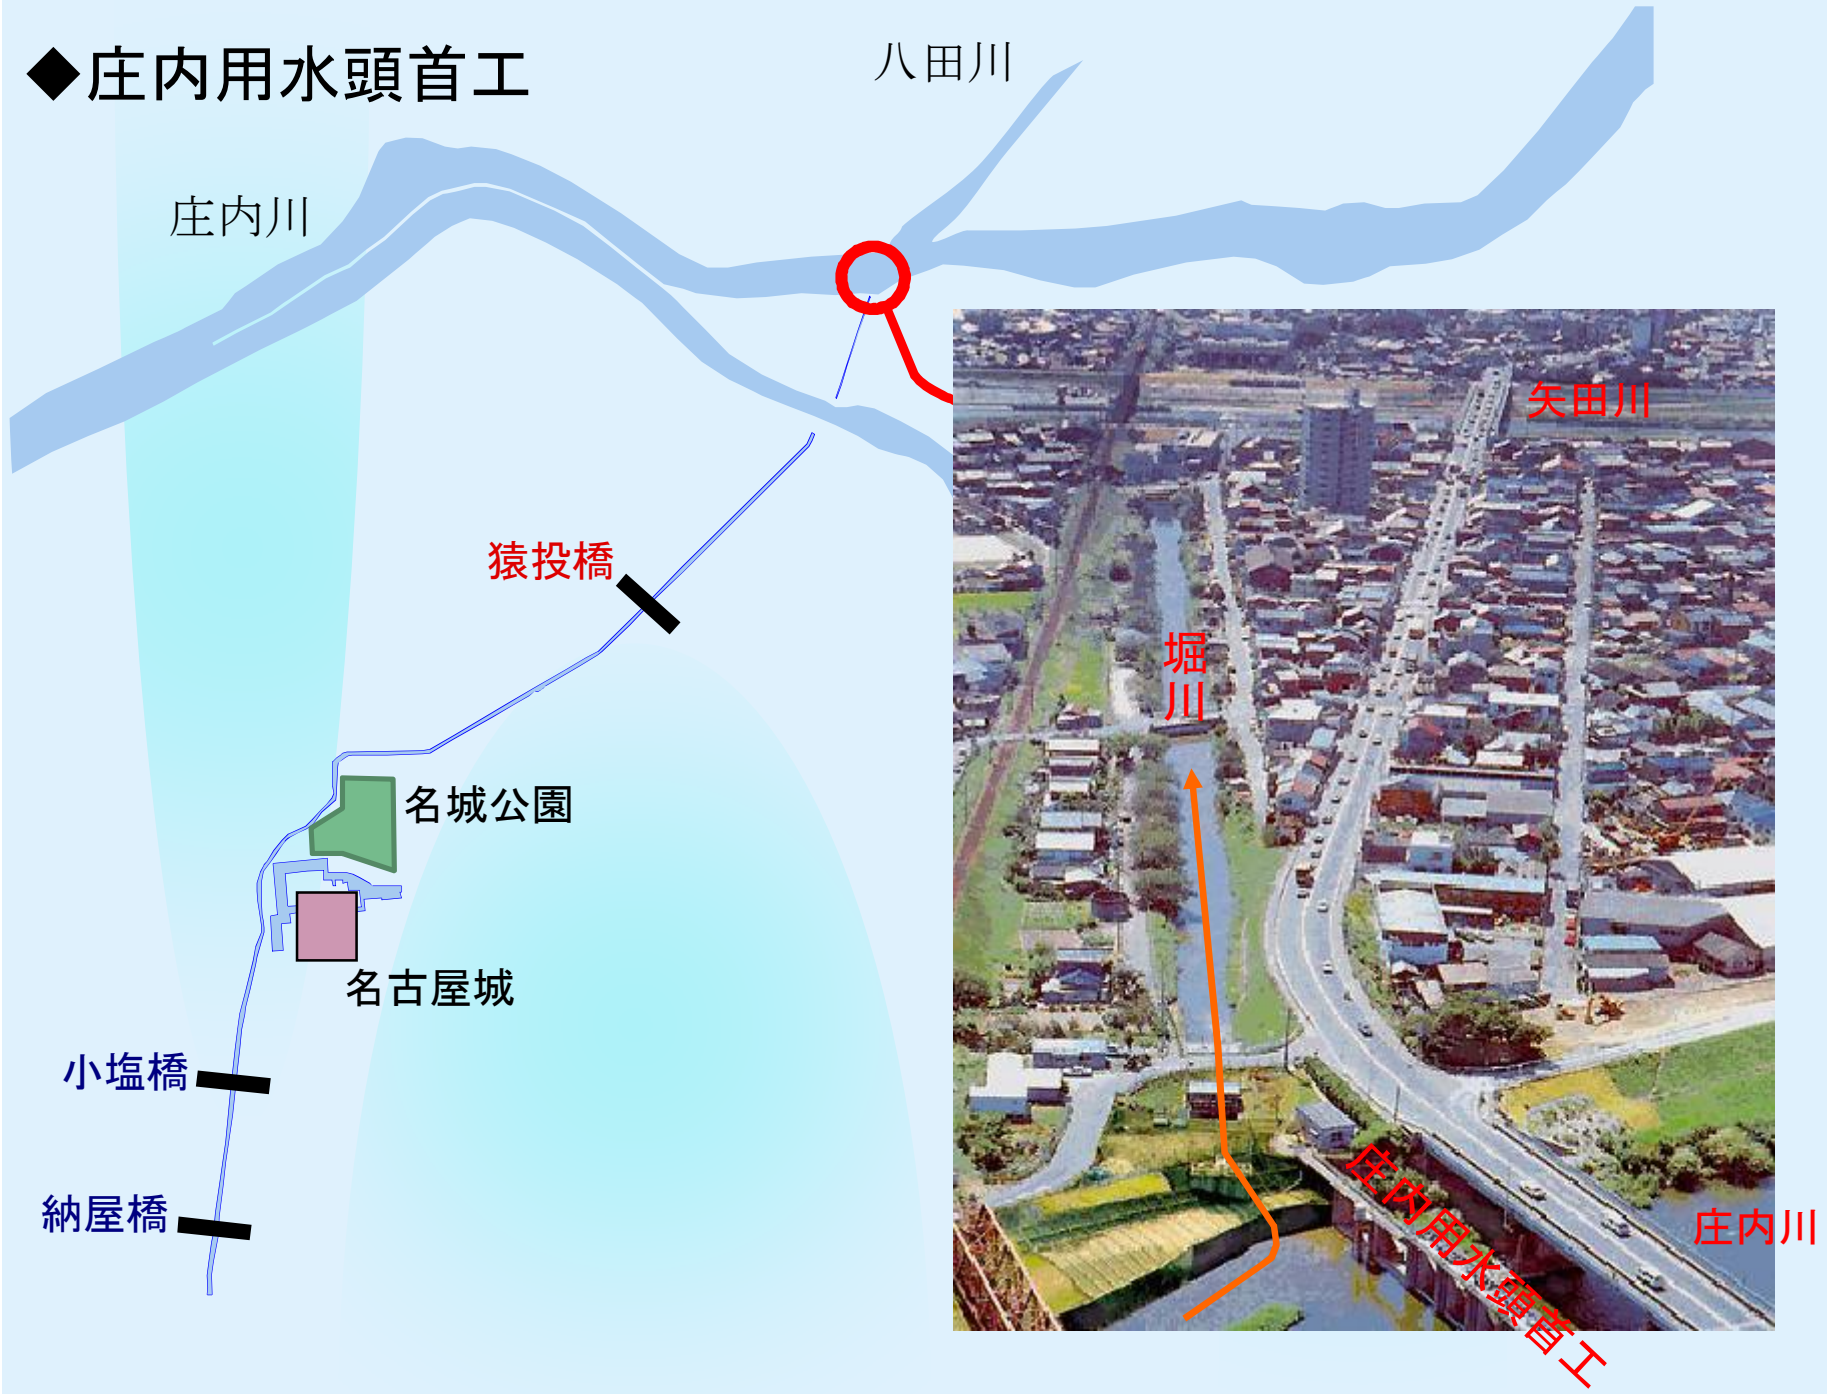 ◆庄内用水頭首工
八田川
庄内川
矢田川
猿投橋
堀川
名城公園
名古屋城
小塩橋
納屋橋
庄内用水頭首工
庄内川